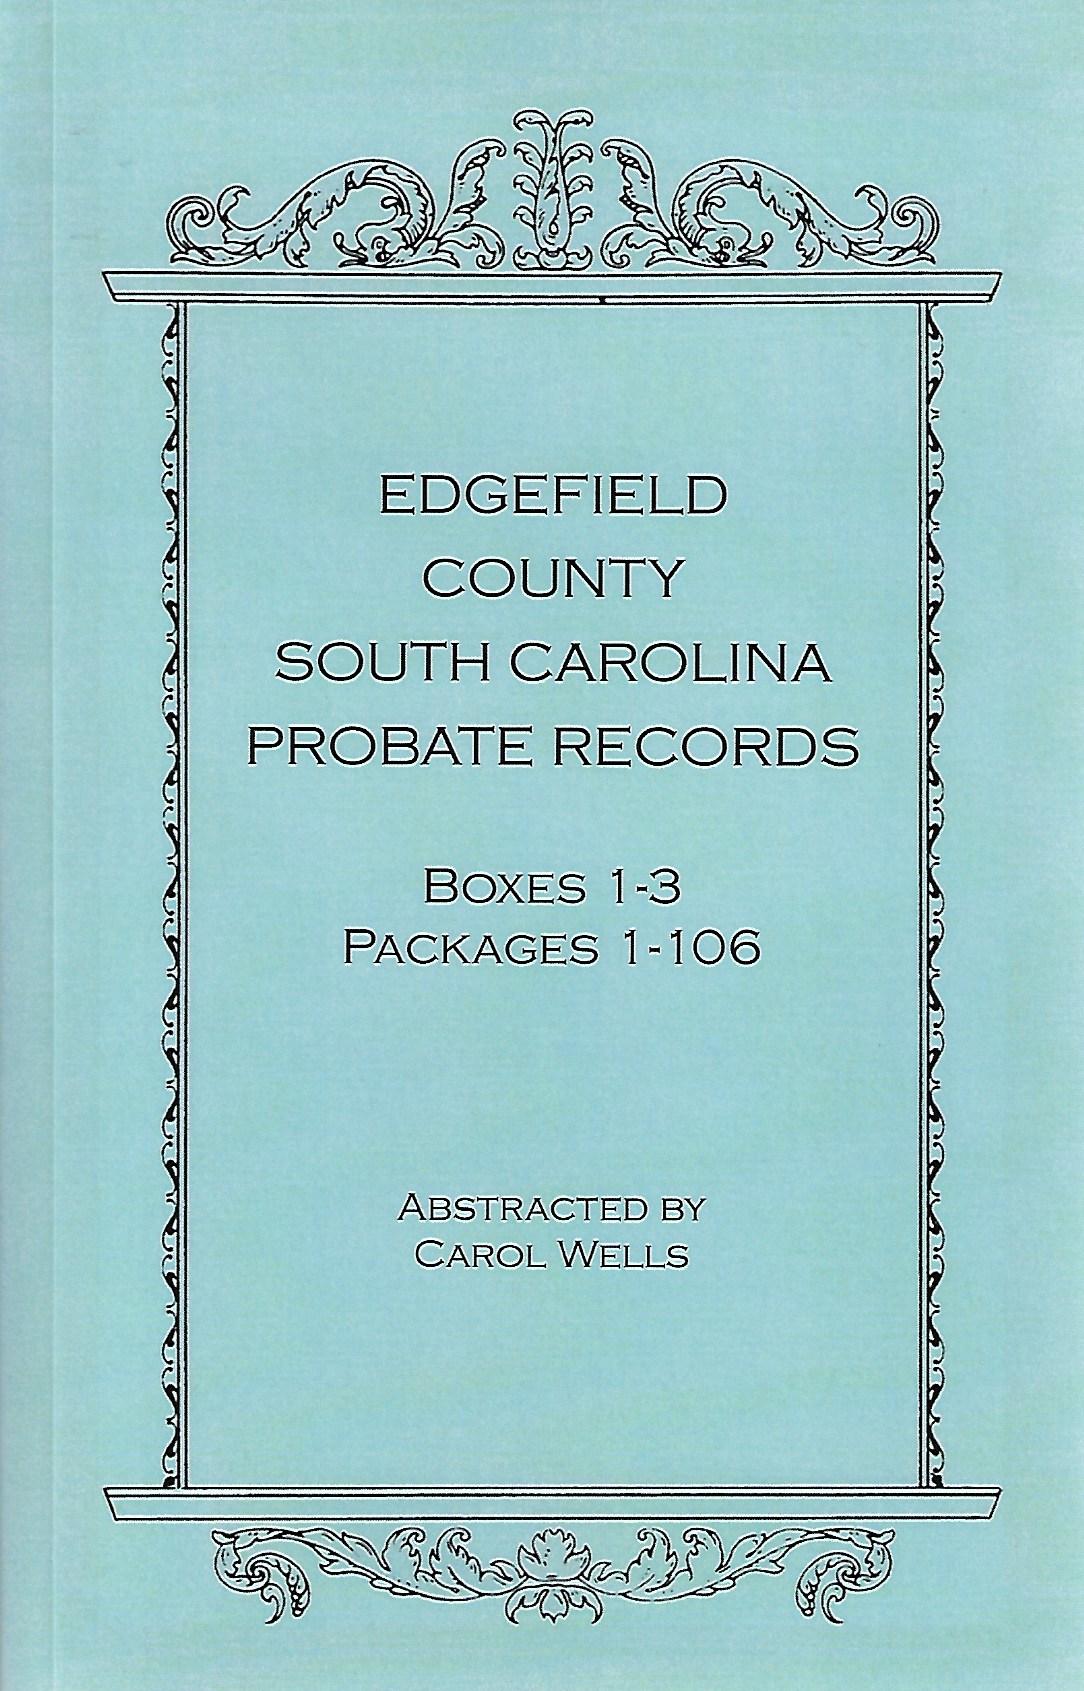 EDGEFIELD
COUNTY
SOUTH CAROLINA
PROBATE RECORDS
BOXES 1-3
PACKAGES 1-106
ABSTRACTED BY
CAROL WELLS